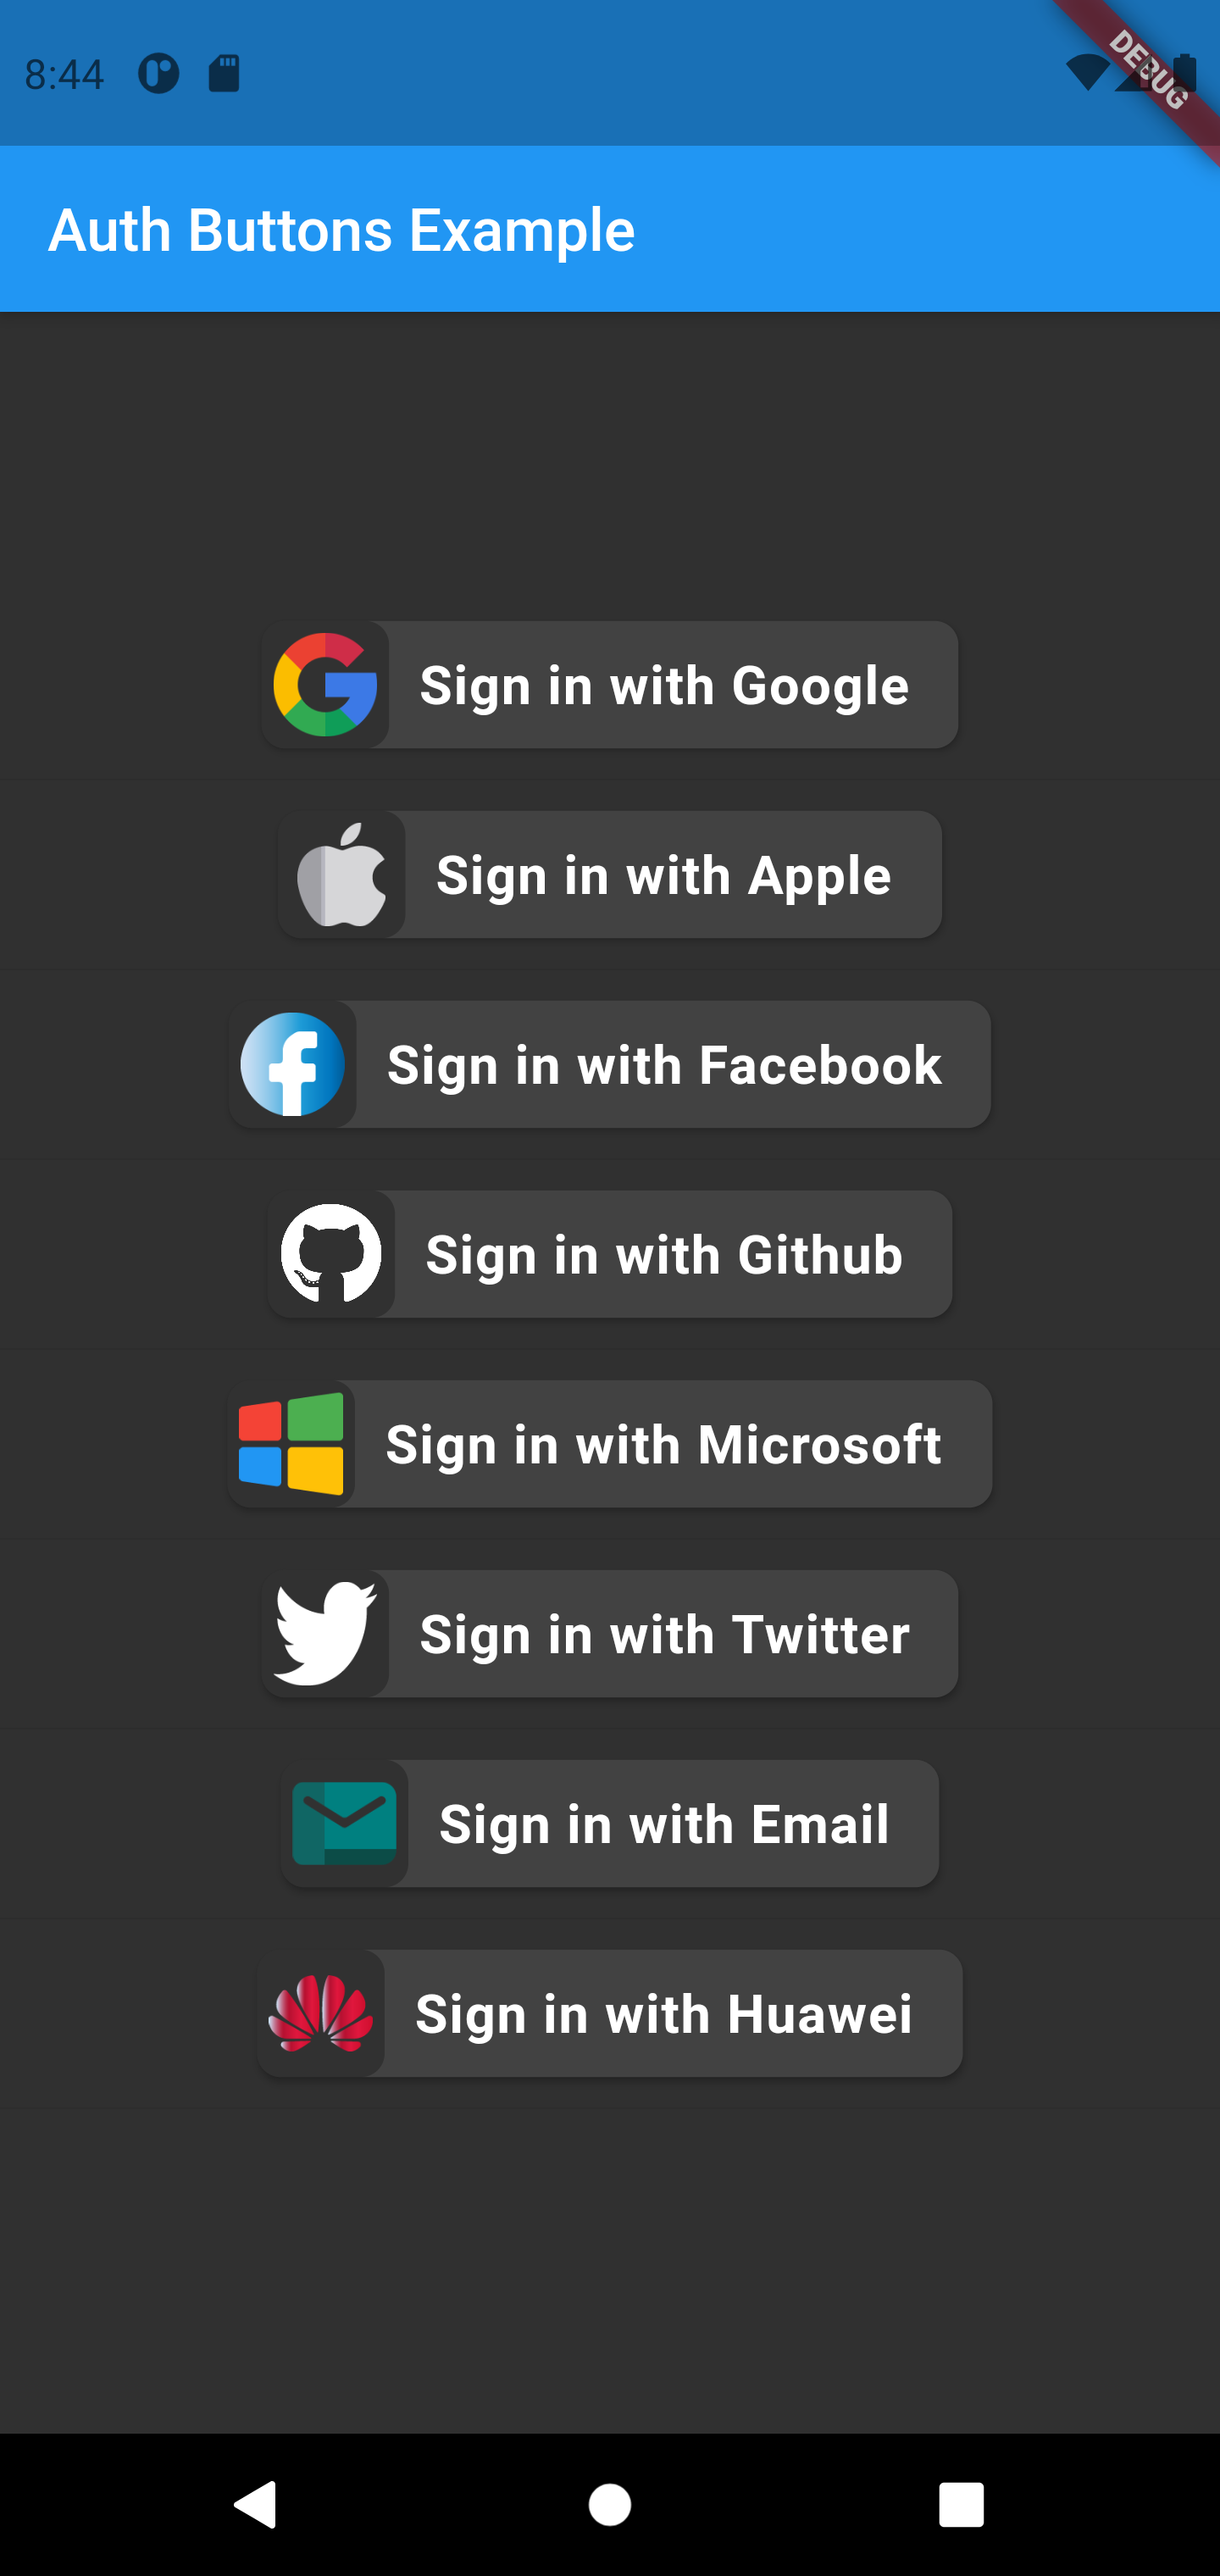 8:44
DEBUG
Auth Buttons Example
Sign in with Google
Sign in with Apple
Sign in with Facebook
Sign in with Github
Sign in with Microsoft
Sign in with Twitter
Sign in with Email
Sign in with Huawei